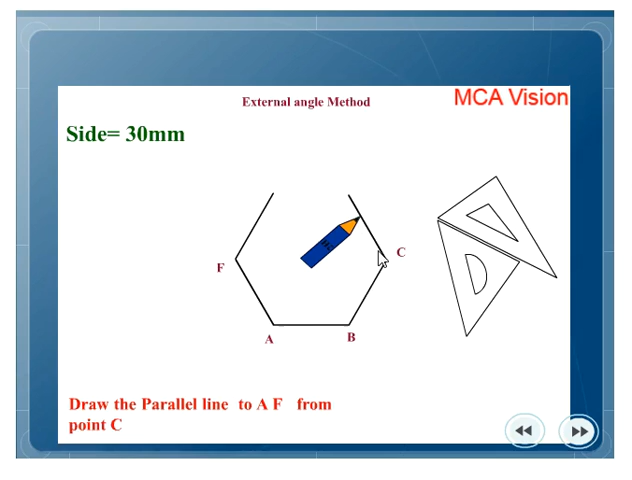 External angle Method
MCA Vision
Side= 30mm
C
F
A
B
Draw the Parallel line to A F from
point C